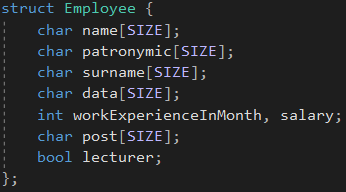 struct Employee {
    char name[SIZE];
    char patronymic[SIZE];
    char surname[SIZE];
    char data[SIZE];
    int workExperienceInMonth, salary;
    char post[SIZE];
    bool lecturer;
};